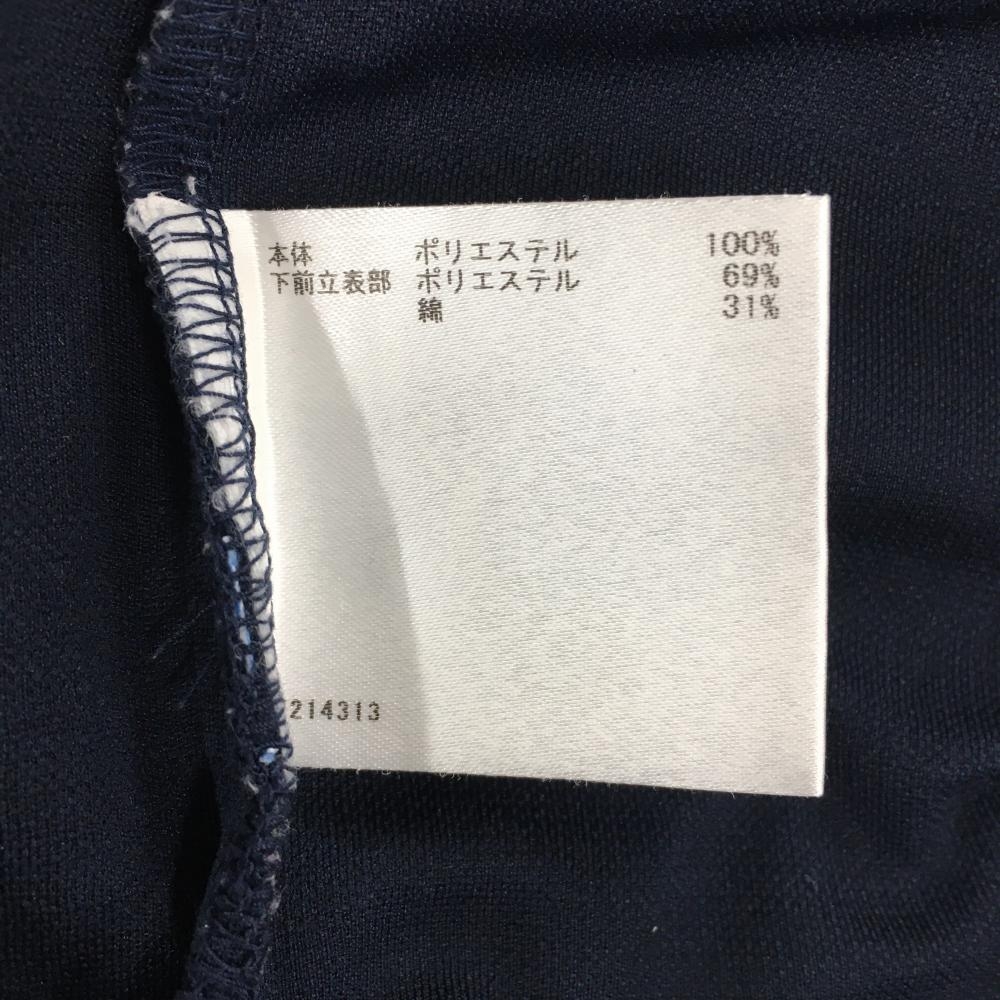 本体 ポリエステル 100%
下前立表部 ポリエステル 69%
綿 31%
214313